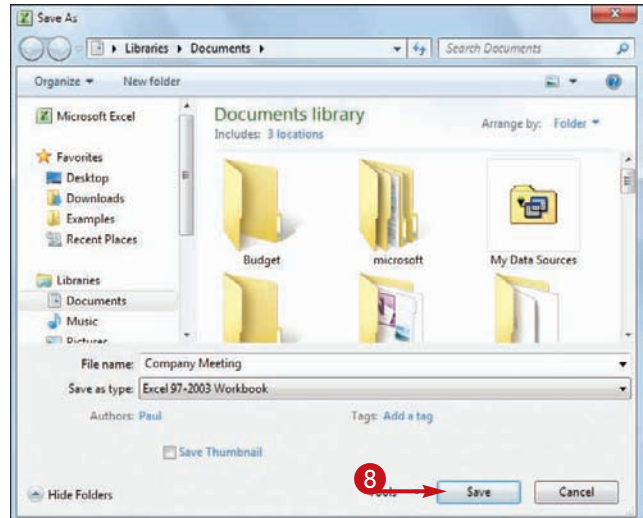 Save As
Libraries Documents
Search Documents
Organize New folder
Microsoft Excel
Documents library
Includes: 3 locations
Arrange by: Folder
Favorites
Desktop
Downloads
Examples
Recent Places
Libraries
Documents
Music
Pictures
Budget
microsoft
My Data Sources
File name: Company Meeting
Save as type: Excel 97-2003 Workbook
Authors: Paul
Tags: Add a tag
Save Thumbnail
Hide Folders
8
Tools
Save
Cancel